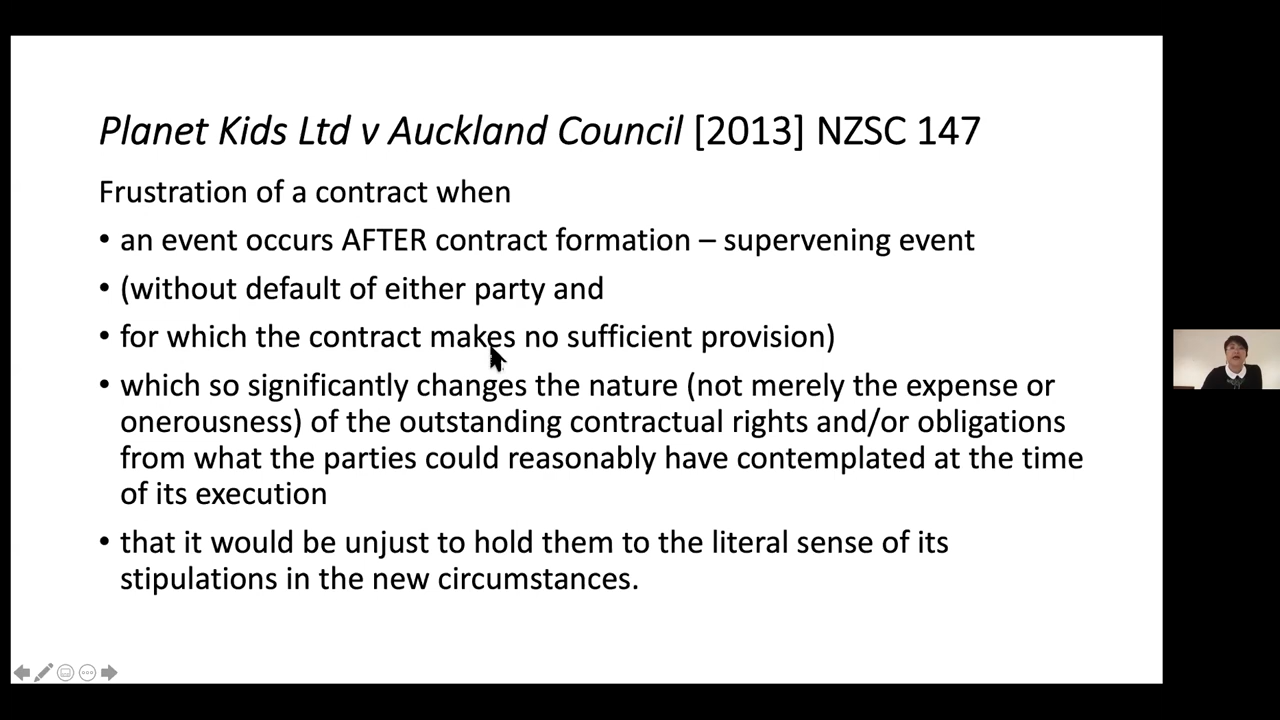 Planet Kids Ltd v Auckland Council [2013] NZSC 147
Frustration of a contract when
• an event occurs AFTER contract formation – supervening event
• (without default of either party and
• for which the contract makes no sufficient provision)
• which so significantly changes the nature (not merely the expense or
onerousness) of the outstanding contractual rights and/or obligations
from what the parties could reasonably have contemplated at the time
of its execution
• that it would be unjust to hold them to the literal sense of its
stipulations in the new circumstances.